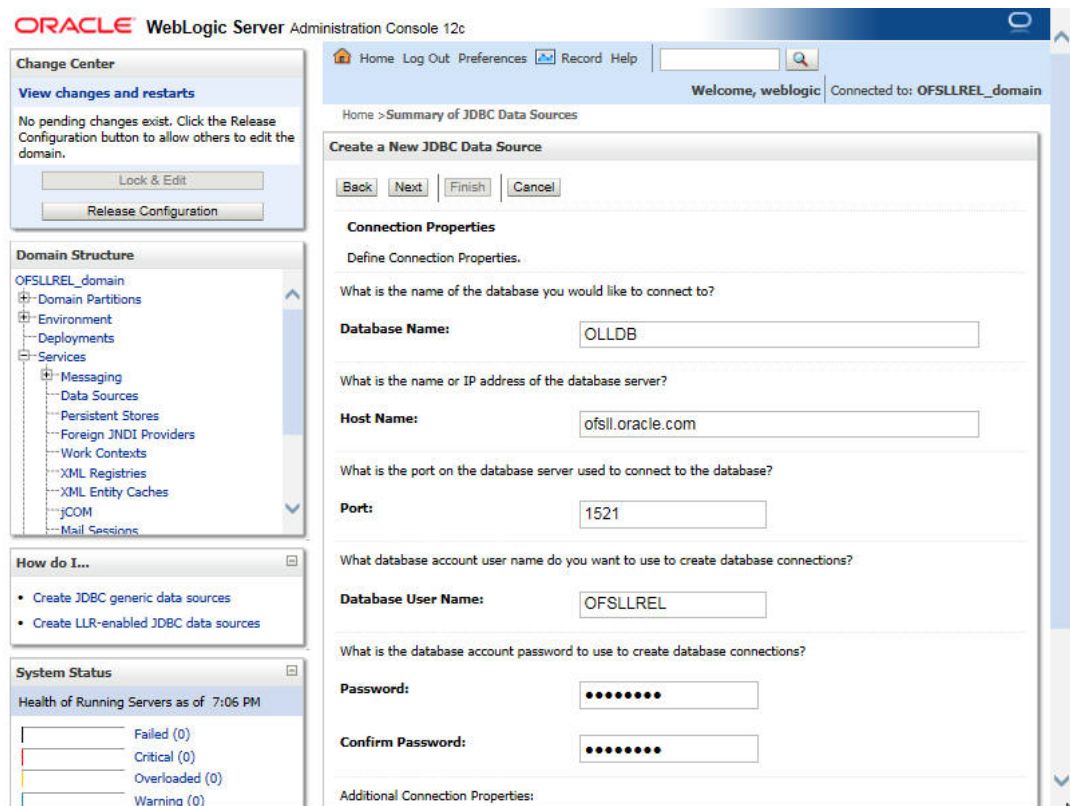 ORACLE WebLogic Server Administration Console 12c
Change Center
View changes and restarts
No pending changes exist. Click the Release
Configuration button to allow others to edit the
domain.
Lock & Edit
Release Configuration
Domain Structure
OFSLLREL_domain
Domain Partitions
Environment
Deployments
Services
Messaging
Data Sources
Persistent Stores
Foreign JNDI Providers
Work Contexts
XML Registries
XML Entity Caches
jCOM
Mail Sessions
How do I...
Create JDBC generic data sources
Create LLR-enabled JDBC data sources
System Status
Health of Running Servers as of 7:06 PM
Failed (0)
Critical (0)
Overloaded (0)
Warning (0)
Home Log Out Preferences Record Help
Welcome, weblogic Connected to: OFSLLREL_domain
Home >Summary of JDBC Data Sources
Create a New JDBC Data Source
Back Next Finish Cancel
Connection Properties
Define Connection Properties.
What is the name of the database you would like to connect to?
Database Name: OLLDB
What is the name or IP address of the database server?
Host Name: ofsll.oracle.com
What is the port on the database server used to connect to the database?
Port: 1521
What database account user name do you want to use to create database connections?
Database User Name: OFSLLREL
What is the database account password to use to create database connections?
Password: ●●●●●●●●
Confirm Password: ●●●●●●●●
Additional Connection Properties: